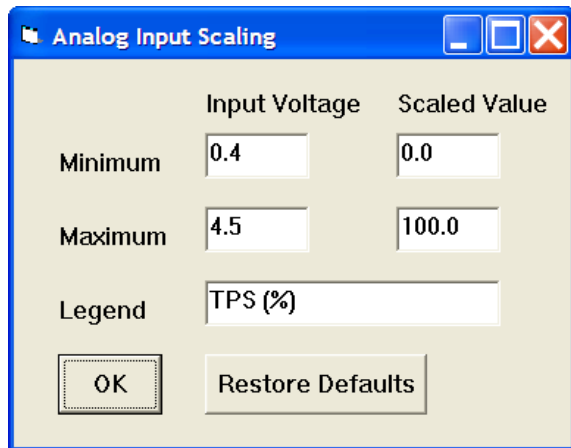 Analog Input Scaling
Input Voltage Scaled Value
Minimum 0.4 0.0
Maximum 4.5 100.0
Legend TPS (%)
OK Restore Defaults